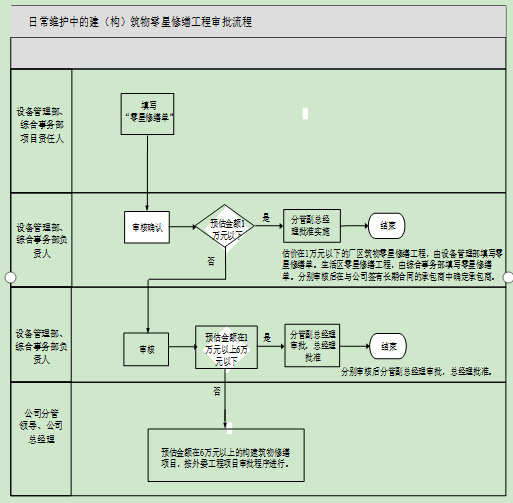 日常维护中的建（构）筑物零星修缮工程审批流程
设备管理部、
综合事务部
项目责任人
填写
“零星修缮单”
设备管理部、
综合事务部负
责人
审核确认
预估金额1
万元以下
是
分管副总经
理批准实施
结束
否
估价在1万元以下的厂区筑物零星修缮工程，由设备管理部填写零
星修缮单。生活区零星修缮工程，由综合事务部填写零星修缮
单。分别审核后在与公司签有长期合同的承包商中确定承包商。
设备管理部、
综合事务部负
责人
审核
预估金额在1
万元以上6万
元以下
是
分管副总经理
审批，总经理
批准
结束
分别审核后分管副总经理审批，总经理批准。
否
公司分管
领导、公司
总经理
预估金额在6万元以上的构建筑物修缮
项目，按外委工程项目审批程序进行。